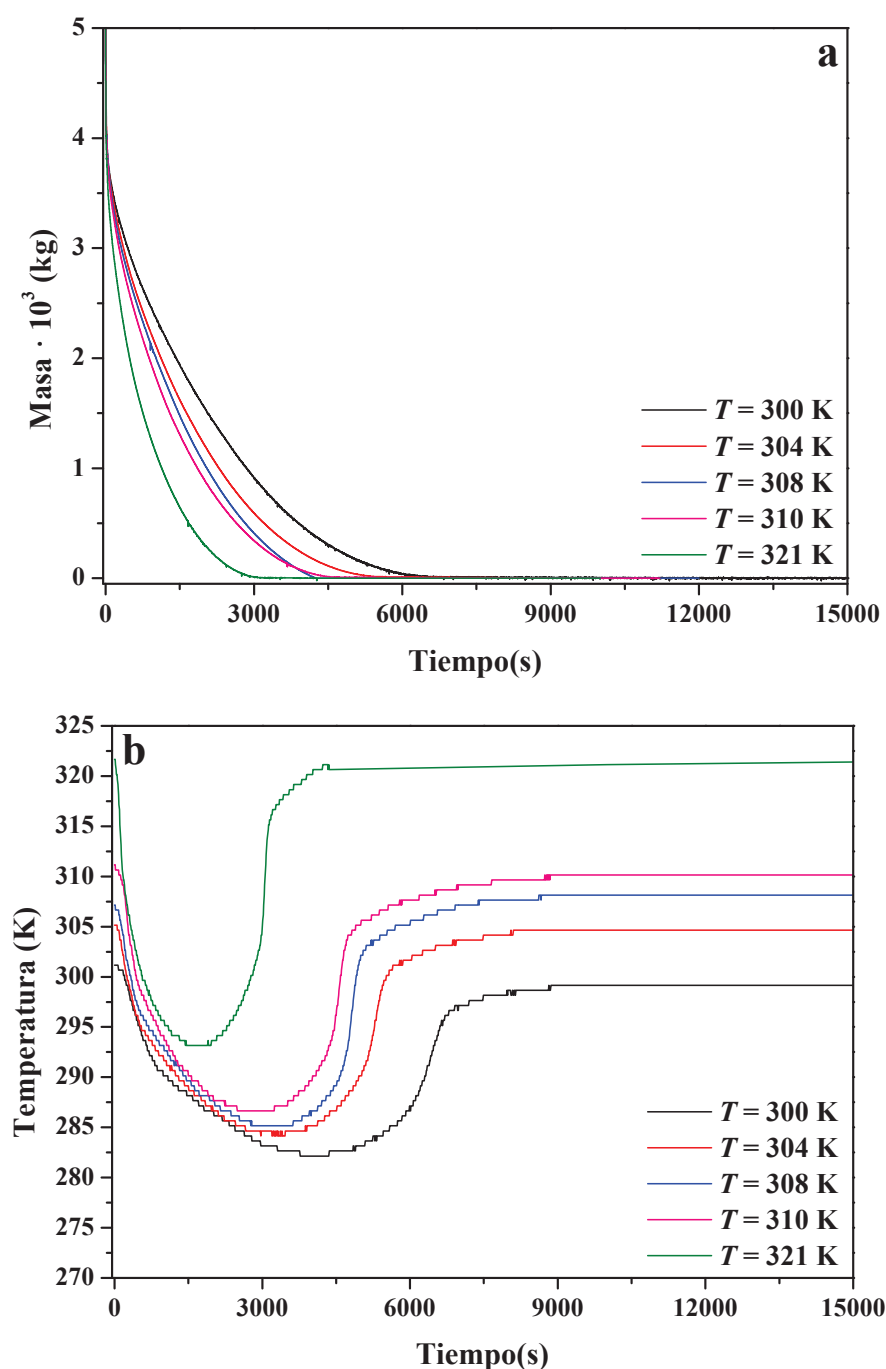 a
5
4
3
2
1
0
Masa · 10³ (kg)
T = 300 K
T = 304 K
T = 308 K
T = 310 K
T = 321 K
0 3000 6000 9000 12000 15000
Tiempo(s)
b
325
320
315
310
305
300
295
290
285
280
275
270
Temperatura (K)
T = 300 K
T = 304 K
T = 308 K
T = 310 K
T = 321 K
0 3000 6000 9000 12000 15000
Tiempo(s)